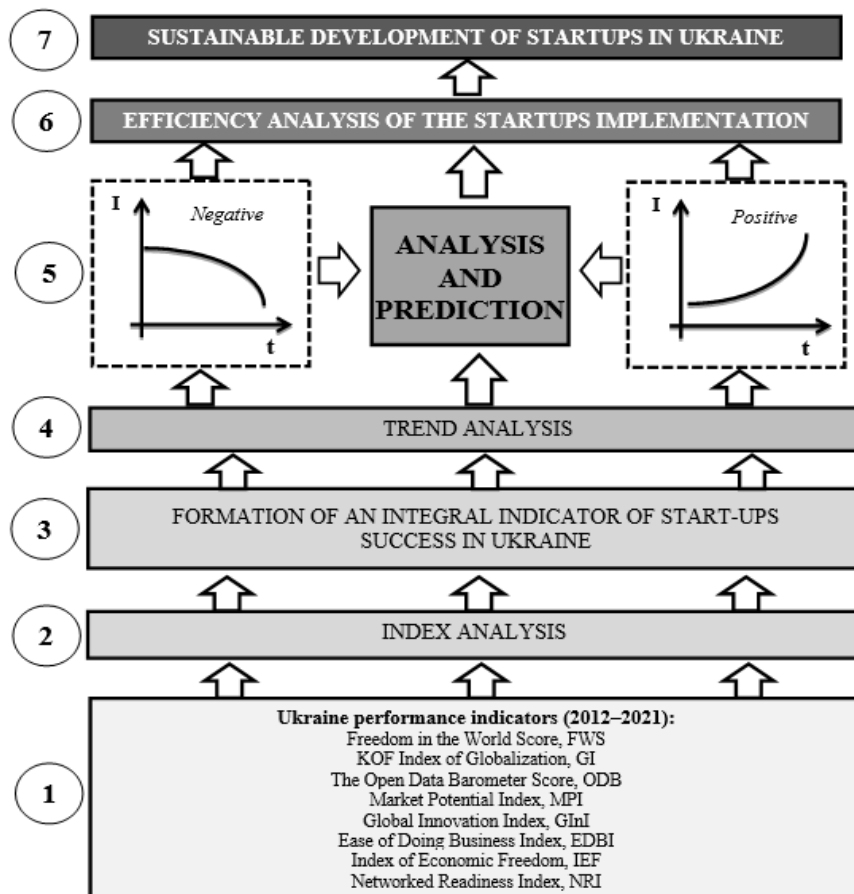 7
SUSTAINABLE DEVELOPMENT OF STARTUPS IN UKRAINE
6
EFFICIENCY ANALYSIS OF THE STARTUPS IMPLEMENTATION
5
I
Negative
t
ANALYSIS
AND
PREDICTION
I
Positive
t
4
TREND ANALYSIS
3
FORMATION OF AN INTEGRAL INDICATOR OF START-UPS
SUCCESS IN UKRAINE
2
INDEX ANALYSIS
1
Ukraine performance indicators (2012–2021):
Freedom in the World Score, FWS
KOF Index of Globalization, GI
The Open Data Barometer Score, ODB
Market Potential Index, MPI
Global Innovation Index, GInI
Ease of Doing Business Index, EDBI
Index of Economic Freedom, IEF
Networked Readiness Index, NRI